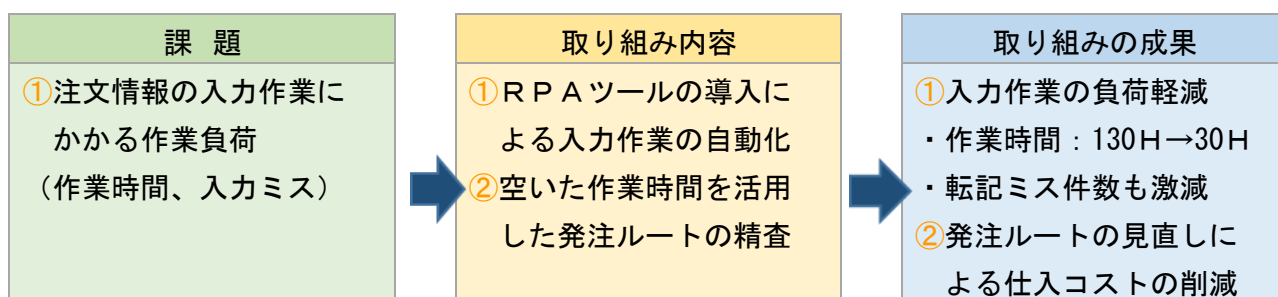 課 題
①注文情報の入力作業に
かかる作業負荷
（作業時間、入力ミス）
取り組み内容
①ＲＰＡツールの導入に
よる入力作業の自動化
②空いた作業時間を活用
した発注ルートの精査
取り組みの成果
①入力作業の負荷軽減
・作業時間：130Ｈ→30Ｈ
・転記ミス件数も激減
②発注ルートの見直しに
よる仕入コストの削減